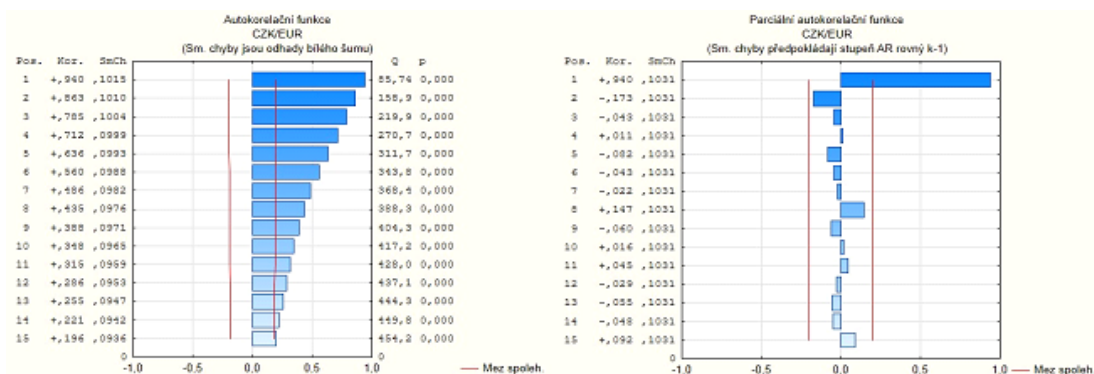 Autokorelační funkce
CZK/EUR
(Sm. chyby jsou odhady bílého šumu)
Pos. Kor. SmCh Q p
1 +,940 ,1015 85,74 0,000
2 +,863 ,1010 158,9 0,000
3 +,785 ,1004 219,9 0,000
4 +,712 ,0999 270,7 0,000
5 +,636 ,0993 311,7 0,000
6 +,560 ,0988 343,8 0,000
7 +,486 ,0982 368,4 0,000
8 +,435 ,0976 388,3 0,000
9 +,388 ,0971 404,3 0,000
10 +,348 ,0965 417,2 0,000
11 +,315 ,0959 428,0 0,000
12 +,286 ,0953 437,1 0,000
13 +,255 ,0947 444,3 0,000
14 +,221 ,0942 449,8 0,000
15 +,196 ,0936 454,2 0,000
0 0
-1,0 -0,5 0,0 0,5 1,0
Mez spoleh.
Parciální autokorelační funkce
CZK/EUR
(Sm. chyby předpokládají stupeň AR rovný k-1)
Pos. Kor. SmCh
1 +,940 ,1031
2 -,173 ,1031
3 -,043 ,1031
4 +,011 ,1031
5 -,082 ,1031
6 -,043 ,1031
7 -,022 ,1031
8 +,147 ,1031
9 -,060 ,1031
10 +,016 ,1031
11 +,045 ,1031
12 -,029 ,1031
13 -,055 ,1031
14 -,048 ,1031
15 +,092 ,1031
0 0
-1,0 -0,5 0,0 0,5 1,0
Mez spoleh.